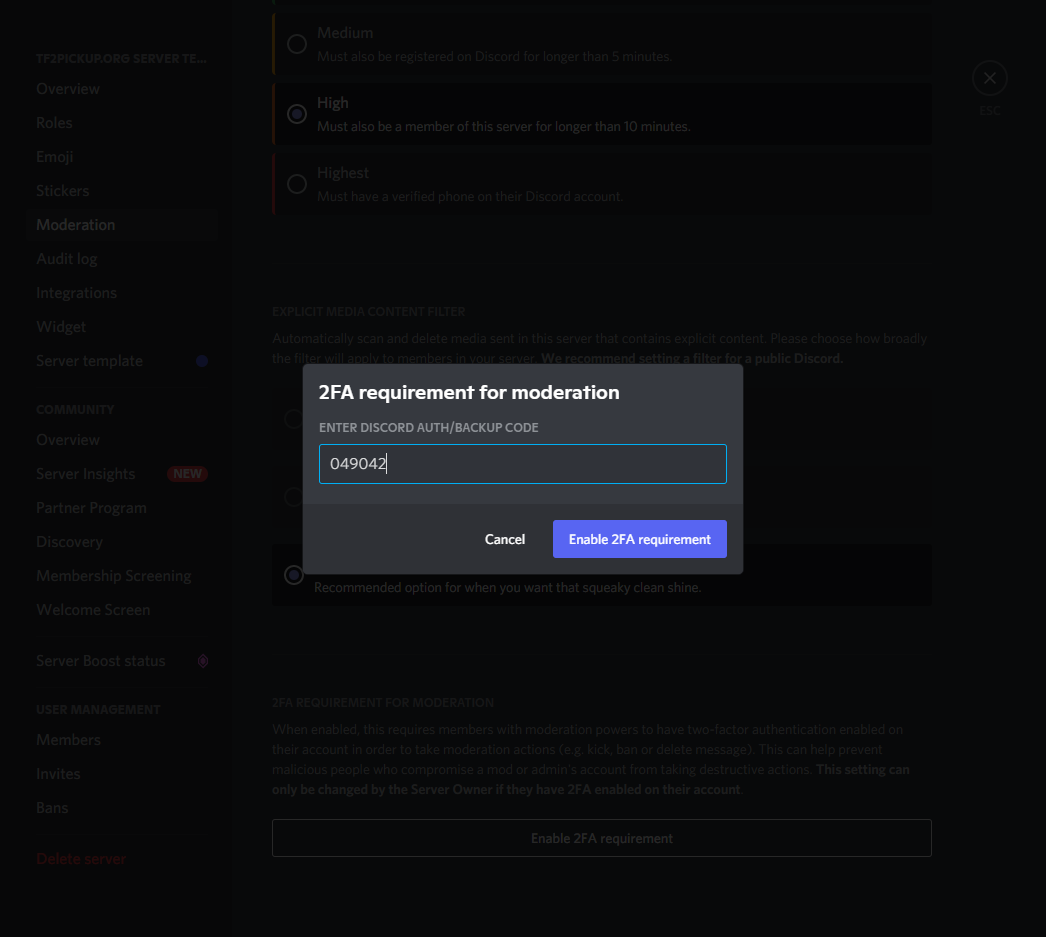 TF2PICKUP.ORG SERVER TE...
Overview
Roles
Emoji
Stickers
Moderation
Audit log
Integrations
Widget
Server template
COMMUNITY
Overview
Server Insights NEW
Partner Program
Discovery
Membership Screening
Welcome Screen
Server Boost status
USER MANAGEMENT
Members
Invites
Bans
Delete server
Medium
Must also be registered on Discord for longer than 5 minutes.
High
Must also be a member of this server for longer than 10 minutes.
Highest
Must have a verified phone on their Discord account.
ESC
EXPLICIT MEDIA CONTENT FILTER
Automatically scan and delete media sent in this server that contains explicit content. Please choose how broadly
the filter will apply to members in your server. We recommend setting a filter for a public Discord.
2FA requirement for moderation
ENTER DISCORD AUTH/BACKUP CODE
049042
Cancel
Enable 2FA requirement
Recommended option for when you want that squeaky clean shine.
2FA REQUIREMENT FOR MODERATION
When enabled, this requires members with moderation powers to have two-factor authentication enabled on
their account in order to take moderation actions (e.g. kick, ban or delete message). This can help prevent
malicious people who compromise a mod or admin's account from taking destructive actions. This setting can
only be changed by the Server Owner if they have 2FA enabled on their account.
Enable 2FA requirement